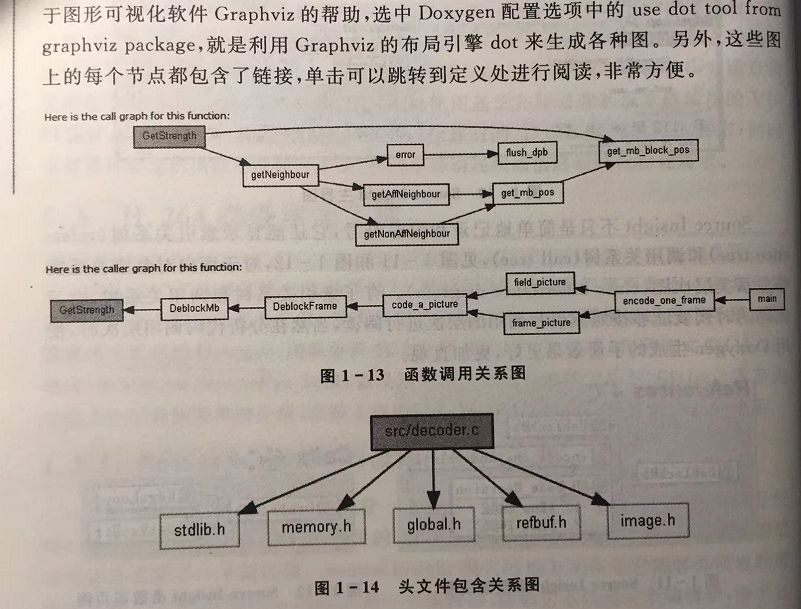 于图形可视化软件 Graphviz 的帮助,选中 Doxygen 配置选项中的 use dot tool from
graphviz package,就是利用 Graphviz 的布局引擎 dot 来生成各种图。另外,这些图
上的每个节点都包含了链接,单击可以跳转到定义处进行阅读,非常方便。
Here is the call graph for this function:
GetStrength
error
flush_dpb
get_mb_block_pos
getNeighbour
getAffNeighbour
get_mb_pos
getNonAffNeighbour
Here is the caller graph for this function:
GetStrength
DeblockMb
DeblockFrame
code_a_picture
field_picture
frame_picture
encode_one_frame
main
图 1-13 函数调用关系图
src/decoder.c
stdlib.h
memory.h
global.h
refbuf.h
image.h
图 1-14 头文件包含关系图